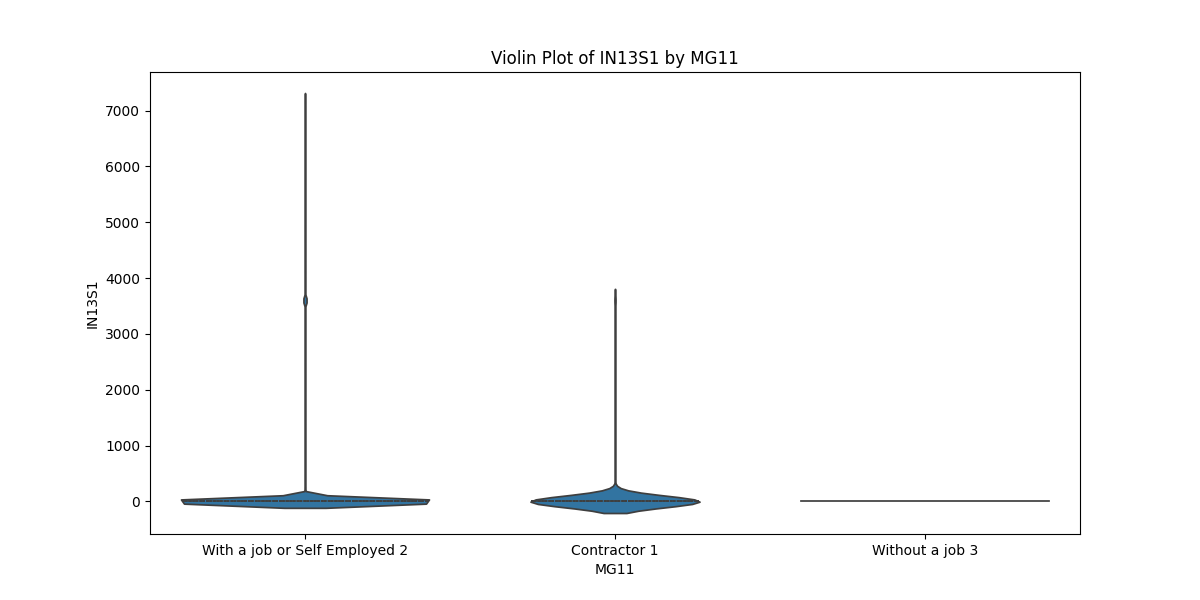 Violin Plot of IN13S1 by MG11
7000
6000
5000
4000
3000
2000
1000
0
IN13S1
With a job or Self Employed 2
Contractor 1
Without a job 3
MG11